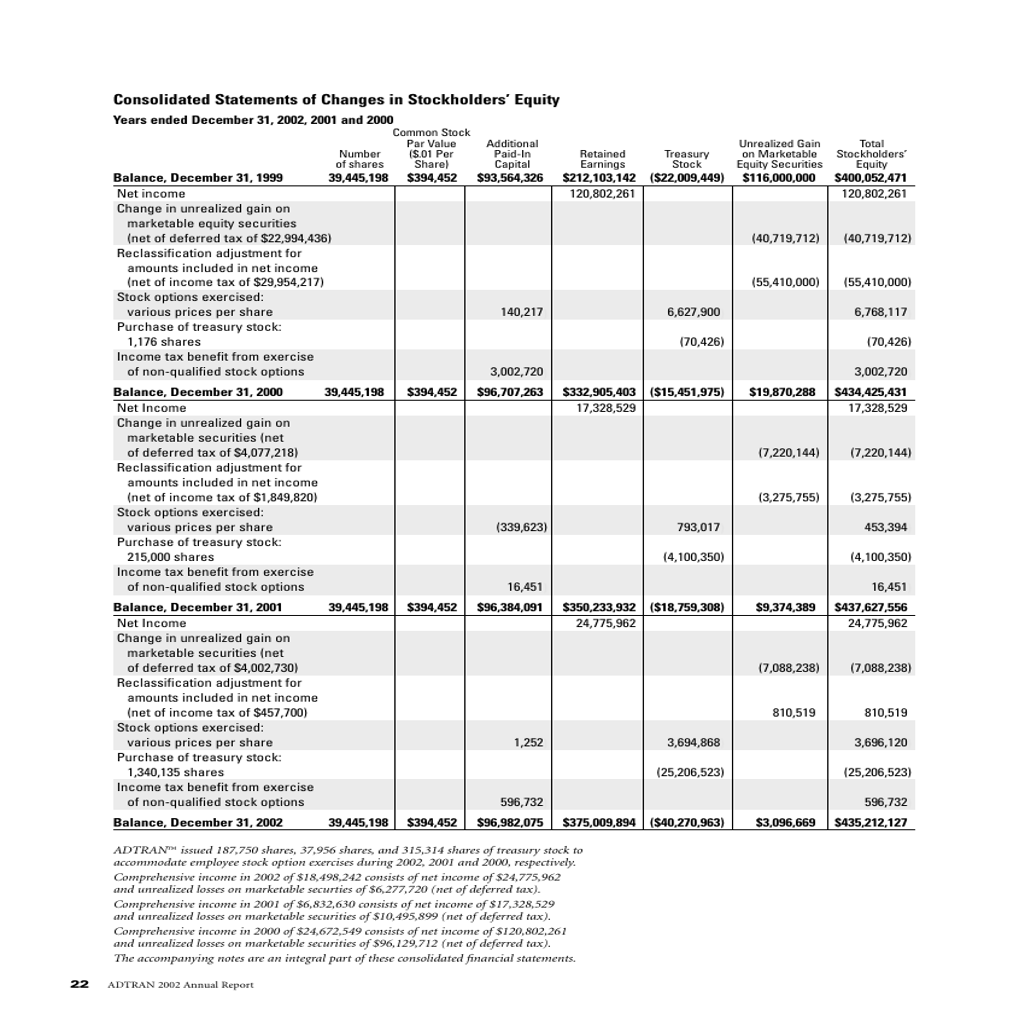 Consolidated Statements of Changes in Stockholders' Equity
Years ended December 31, 2002, 2001 and 2000
Common Stock
Par Value Additional Unrealized Gain Total
Number ($.01 Per Paid-In Retained Treasury on Marketable Stockholders'
of shares Share) Capital Earnings Stock Equity Securities Equity
Balance, December 31, 1999 39,445,198 $394,452 $93,564,326 $212,103,142 ($22,009,449) $116,000,000 $400,052,471
Net income 120,802,261 120,802,261
Change in unrealized gain on
marketable equity securities
(net of deferred tax of $22,994,436) (40,719,712) (40,719,712)
Reclassification adjustment for
amounts included in net income
(net of income tax of $29,954,217) (55,410,000) (55,410,000)
Stock options exercised:
various prices per share 140,217 6,627,900 6,768,117
Purchase of treasury stock:
1,176 shares (70,426) (70,426)
Income tax benefit from exercise
of non-qualified stock options 3,002,720 3,002,720
Balance, December 31, 2000 39,445,198 $394,452 $96,707,263 $332,905,403 ($15,451,975) $19,870,288 $434,425,431
Net Income 17,328,529 17,328,529
Change in unrealized gain on
marketable securities (net
of deferred tax of $4,077,218) (7,220,144) (7,220,144)
Reclassification adjustment for
amounts included in net income
(net of income tax of $1,849,820) (3,275,755) (3,275,755)
Stock options exercised:
various prices per share (339,623) 793,017 453,394
Purchase of treasury stock:
215,000 shares (4,100,350) (4,100,350)
Income tax benefit from exercise
of non-qualified stock options 16,451 16,451
Balance, December 31, 2001 39,445,198 $394,452 $96,384,091 $350,233,932 ($18,759,308) $9,374,389 $437,627,556
Net Income 24,775,962 24,775,962
Change in unrealized gain on
marketable securities (net
of deferred tax of $4,002,730) (7,088,238) (7,088,238)
Reclassification adjustment for
amounts included in net income
(net of income tax of $457,700) 810,519 810,519
Stock options exercised:
various prices per share 1,252 3,694,868 3,696,120
Purchase of treasury stock:
1,340,135 shares (25,206,523) (25,206,523)
Income tax benefit from exercise
of non-qualified stock options 596,732 596,732
Balance, December 31, 2002 39,445,198 $394,452 $96,982,075 $375,009,894 ($40,270,963) $3,096,669 $435,212,127
ADTRAN™ issued 187,750 shares, 37,956 shares, and 315,314 shares of treasury stock to
accommodate employee stock option exercises during 2002, 2001 and 2000, respectively.
Comprehensive income in 2002 of $18,498,242 consists of net income of $24,775,962
and unrealized losses on marketable securties of $6,277,720 (net of deferred tax).
Comprehensive income in 2001 of $6,832,630 consists of net income of $17,328,529
and unrealized losses on marketable securities of $10,495,899 (net of deferred tax).
Comprehensive income in 2000 of $24,672,549 consists of net income of $120,802,261
and unrealized losses on marketable securities of $96,129,712 (net of deferred tax).
The accompanying notes are an integral part of these consolidated financial statements.
22 ADTRAN 2002 Annual Report